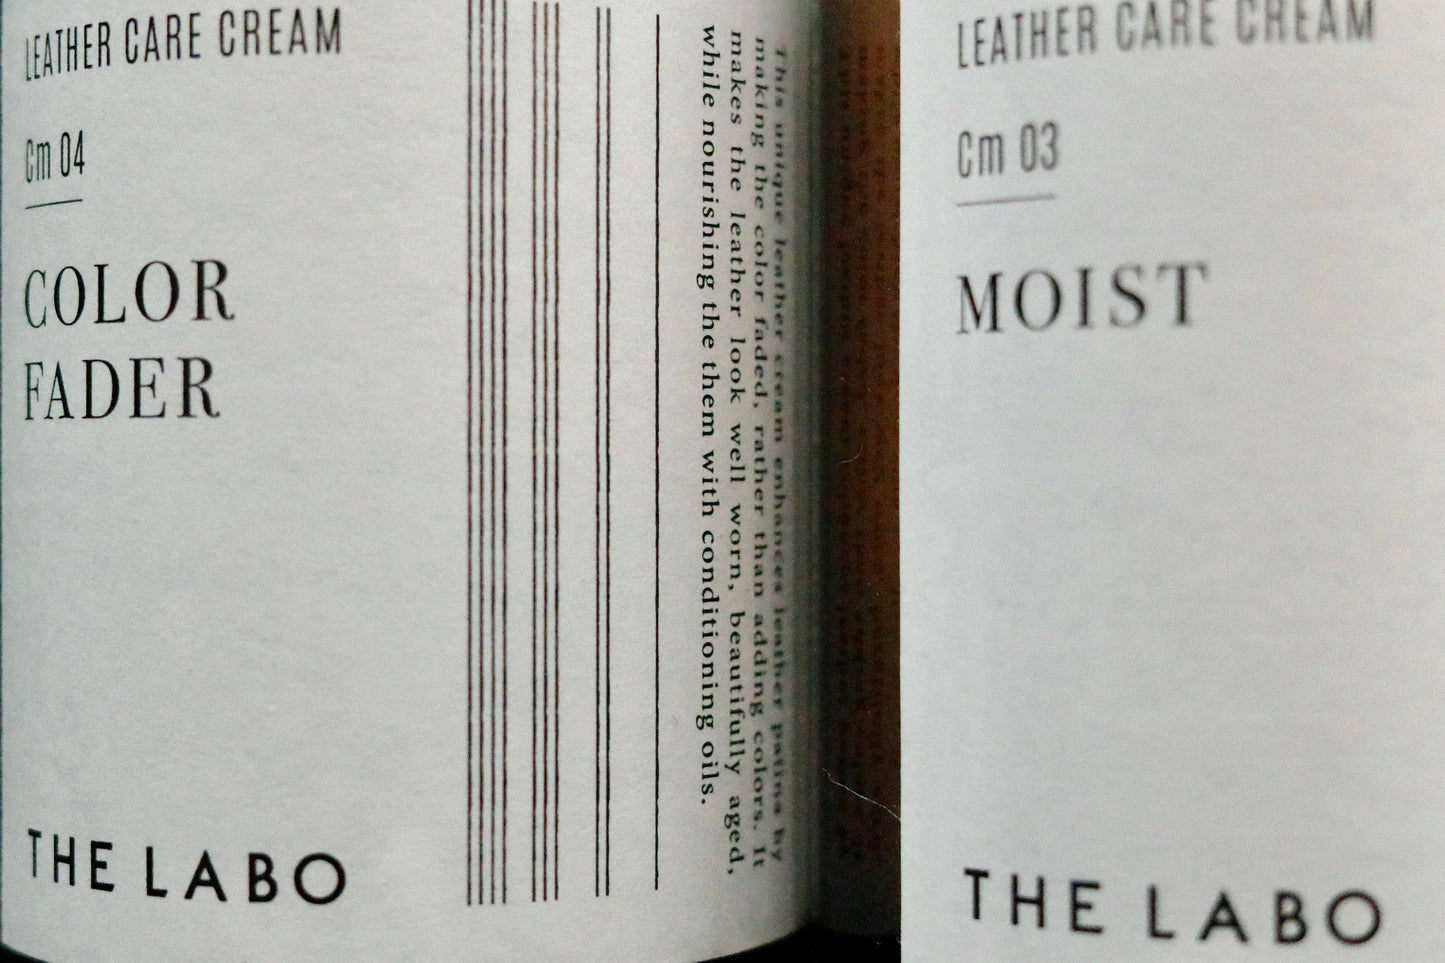 LEATHER CARE CREAM
Cm 04
COLOR
FADER
THE LABO
This unique leather cream enhances leather patina by
making the color faded, rather than adding colors. It
makes the leather look well worn, beautifully aged,
while nourishing the them with conditioning oils.
LEATHER CARE CREAM
Cm 03
MOIST
THE LABO